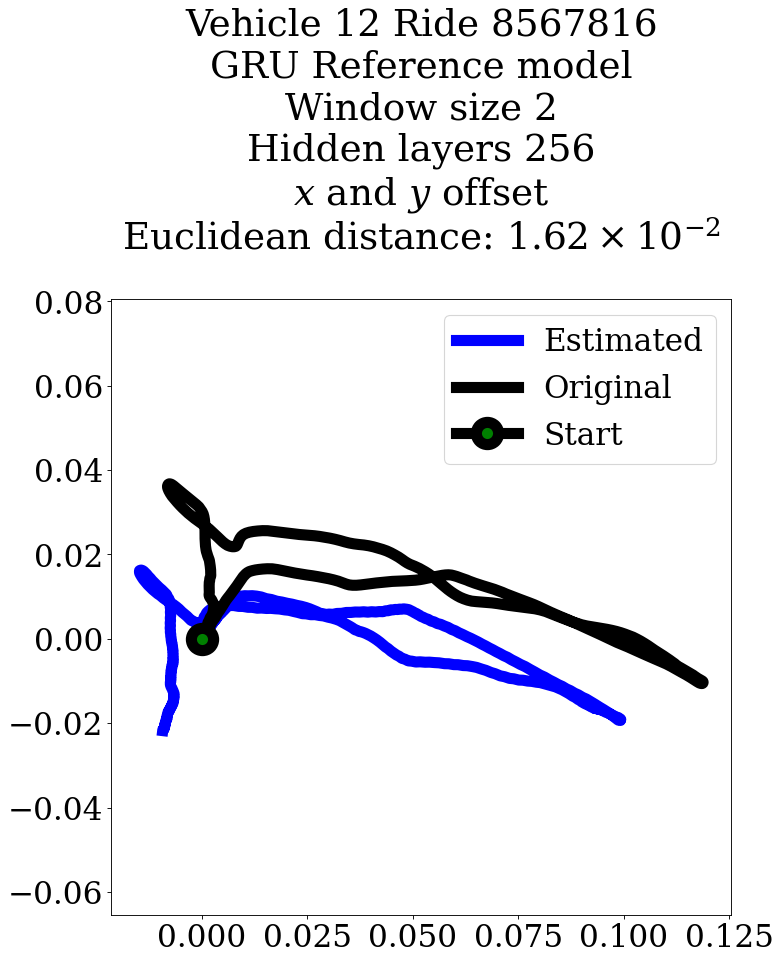 Vehicle 12 Ride 8567816
GRU Reference model
Window size 2
Hidden layers 256
x and y offset
Euclidean distance: 1.62 × 10⁻²
0.08
0.06
0.04
0.02
0.00
−0.02
−0.04
−0.06
Estimated
Original
Start
0.000 0.025 0.050 0.075 0.100 0.125